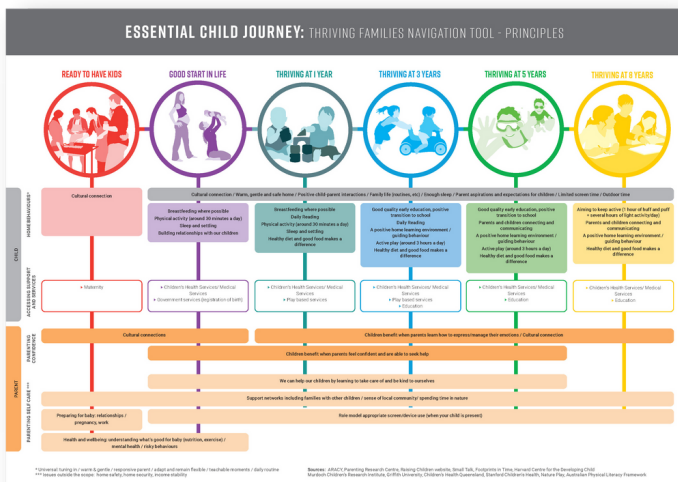 ESSENTIAL CHILD JOURNEY: THRIVING FAMILIES NAVIGATION TOOL - PRINCIPLES
READY TO HAVE KIDS
GOOD START IN LIFE
THRIVING AT 1 YEAR
THRIVING AT 3 YEARS
THRIVING AT 5 YEARS
THRIVING AT 8 YEARS
CHILD
HOME BEHAVIOURS*
Cultural connection
Cultural connection / Warm, gentle and safe home / Positive child-parent interactions / Family life (routines, etc) / Enough sleep / Parent aspirations and expectations for children / Limited screen time / Outdoor time
Breastfeeding where possible
Physical activity (around 30 minutes a day)
Sleep and settling
Building relationships with our children
Breastfeeding where possible
Daily Reading
Physical activity (around 30 minutes a day)
Sleep and settling
Healthy diet and good food makes a
difference
Good quality early education, positive
transition to school
Daily Reading
A positive home learning environment /
guiding behaviour
Active play (around 3 hours a day)
Healthy diet and good food makes a
difference
Good quality early education, positive
transition to school
Parents and children connecting and
communicating
A positive home learning environment /
guiding behaviour
Active play (around 3 hours a day)
Healthy diet and good food makes a
difference
Aiming to keep active (1 hour of huff and puff
+ several hours of light activity/day)
Parents and children connecting and
communicating
A positive home learning environment /
guiding behaviour
Healthy diet and good food makes a
difference
ACCESSING SUPPORT
AND SERVICES
+ Maternity
+ Children's Health Services/ Medical
Services
+ Government services (registration of birth)
+ Children's Health Services/ Medical
Services
+ Play based services
+ Children's Health Services/ Medical
Services
+ Play based services
+ Education
+ Children's Health Services/ Medical
Services
+ Education
+ Children's Health Services/ Medical
Services
+ Education
PARENT
PARENTING
CONFIDENCE
Cultural connections
Children benefit when parents learn how to express/manage their emotions / Cultural connection
Children benefit when parents feel confident and are able to seek help
PARENTING SELF CARE ***
We can help our children by learning to take care of and be kind to ourselves
Support networks including families with other children / sense of local community/ spending time in nature
Preparing for baby: relationships /
pregnancy, work
Role model appropriate screen/device use (when your child is present)
Health and wellbeing: understanding what's good for baby (nutrition, exercise) /
mental health / risky behaviours
* Universal: tuning in / warm & gentle / responsive parent / adapt and remain flexible / teachable moments / daily routine
*** Issues outside the scope: home safety, home security, income stability
Sources: ARACY, Parenting Research Centre, Raising Children website, Small Talk, Footprints in Time, Harvard Centre for the Developing Child
Murdoch Children's Research Institute, Griffith University, Children's Health Queensland, Stanford Children's Health, Nature Play, Australian Physical Literacy Framework